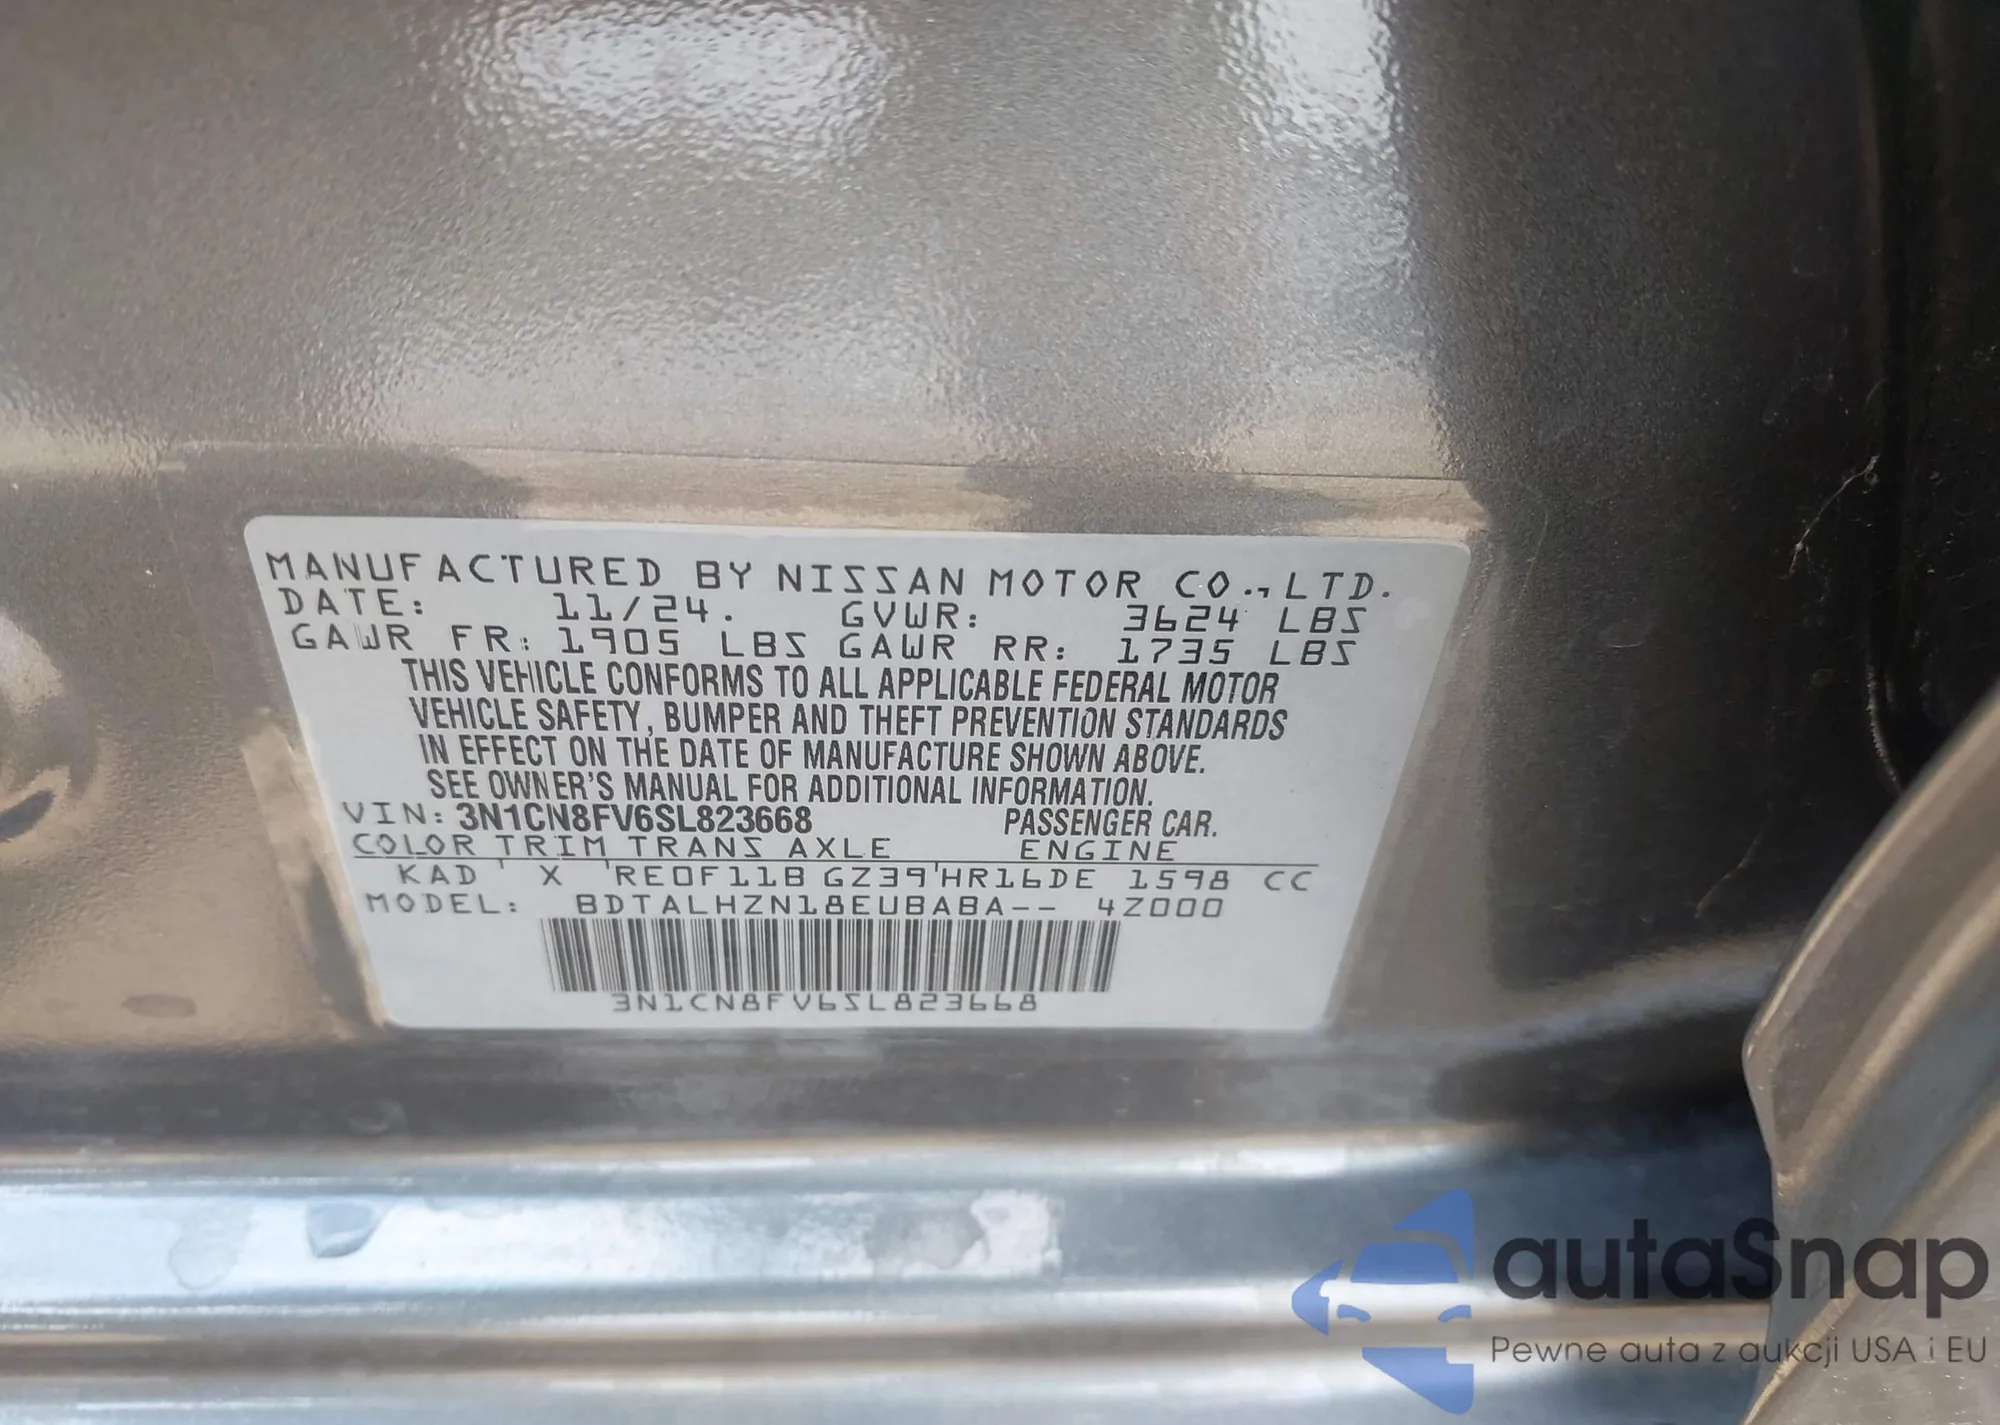 MANUFACTURED BY NISSAN MOTOR CO., LTD.
DATE: 11/24. GVWR: 3624 LBS
GAWR FR: 1905 LBS GAWR RR: 1735 LBS
THIS VEHICLE CONFORMS TO ALL APPLICABLE FEDERAL MOTOR
VEHICLE SAFETY, BUMPER AND THEFT PREVENTION STANDARDS
IN EFFECT ON THE DATE OF MANUFACTURE SHOWN ABOVE.
SEE OWNER'S MANUAL FOR ADDITIONAL INFORMATION.
VIN: 3N1CN8FV6SL823668 PASSENGER CAR.
COLOR TRIM TRANS AXLE ENGINE
KAD ' X 'RE0F11B GZ39'HR16DE 1598 CC
MODEL: BDTALHZN18EUBABA-- 4Z000
3N1CN8FV6SL823668
autaSnap
Pewne auta z aukcji USA i EU